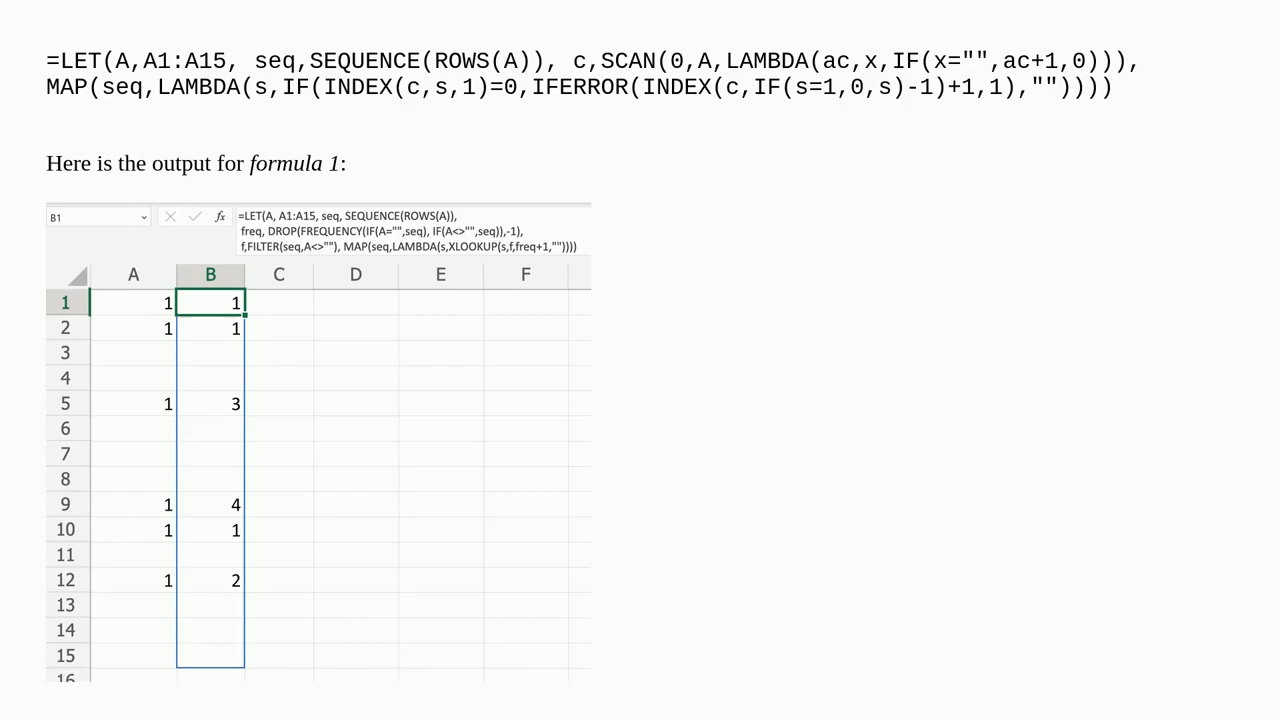 =LET(A,A1:A15, seq,SEQUENCE(ROWS(A)), c,SCAN(0,A,LAMBDA(ac,x,IF(x="",ac+1,0))),
MAP(seq,LAMBDA(s,IF(INDEX(c,s,1)=0,IFERROR(INDEX(c,IF(s=1,0,s)-1)+1,1),""))))
Here is the output for formula 1:
B1 fx =LET(A, A1:A15, seq, SEQUENCE(ROWS(A)),
freq, DROP(FREQUENCY(IF(A="",seq), IF(A<>"",seq)),-1),
f,FILTER(seq,A<>""), MAP(seq,LAMBDA(s,XLOOKUP(s,f,freq+1,""))))
A B C D E F
1 1 1
2 1 1
3
4
5 1 3
6
7
8
9 1 4
10 1 1
11
12 1 2
13
14
15
16